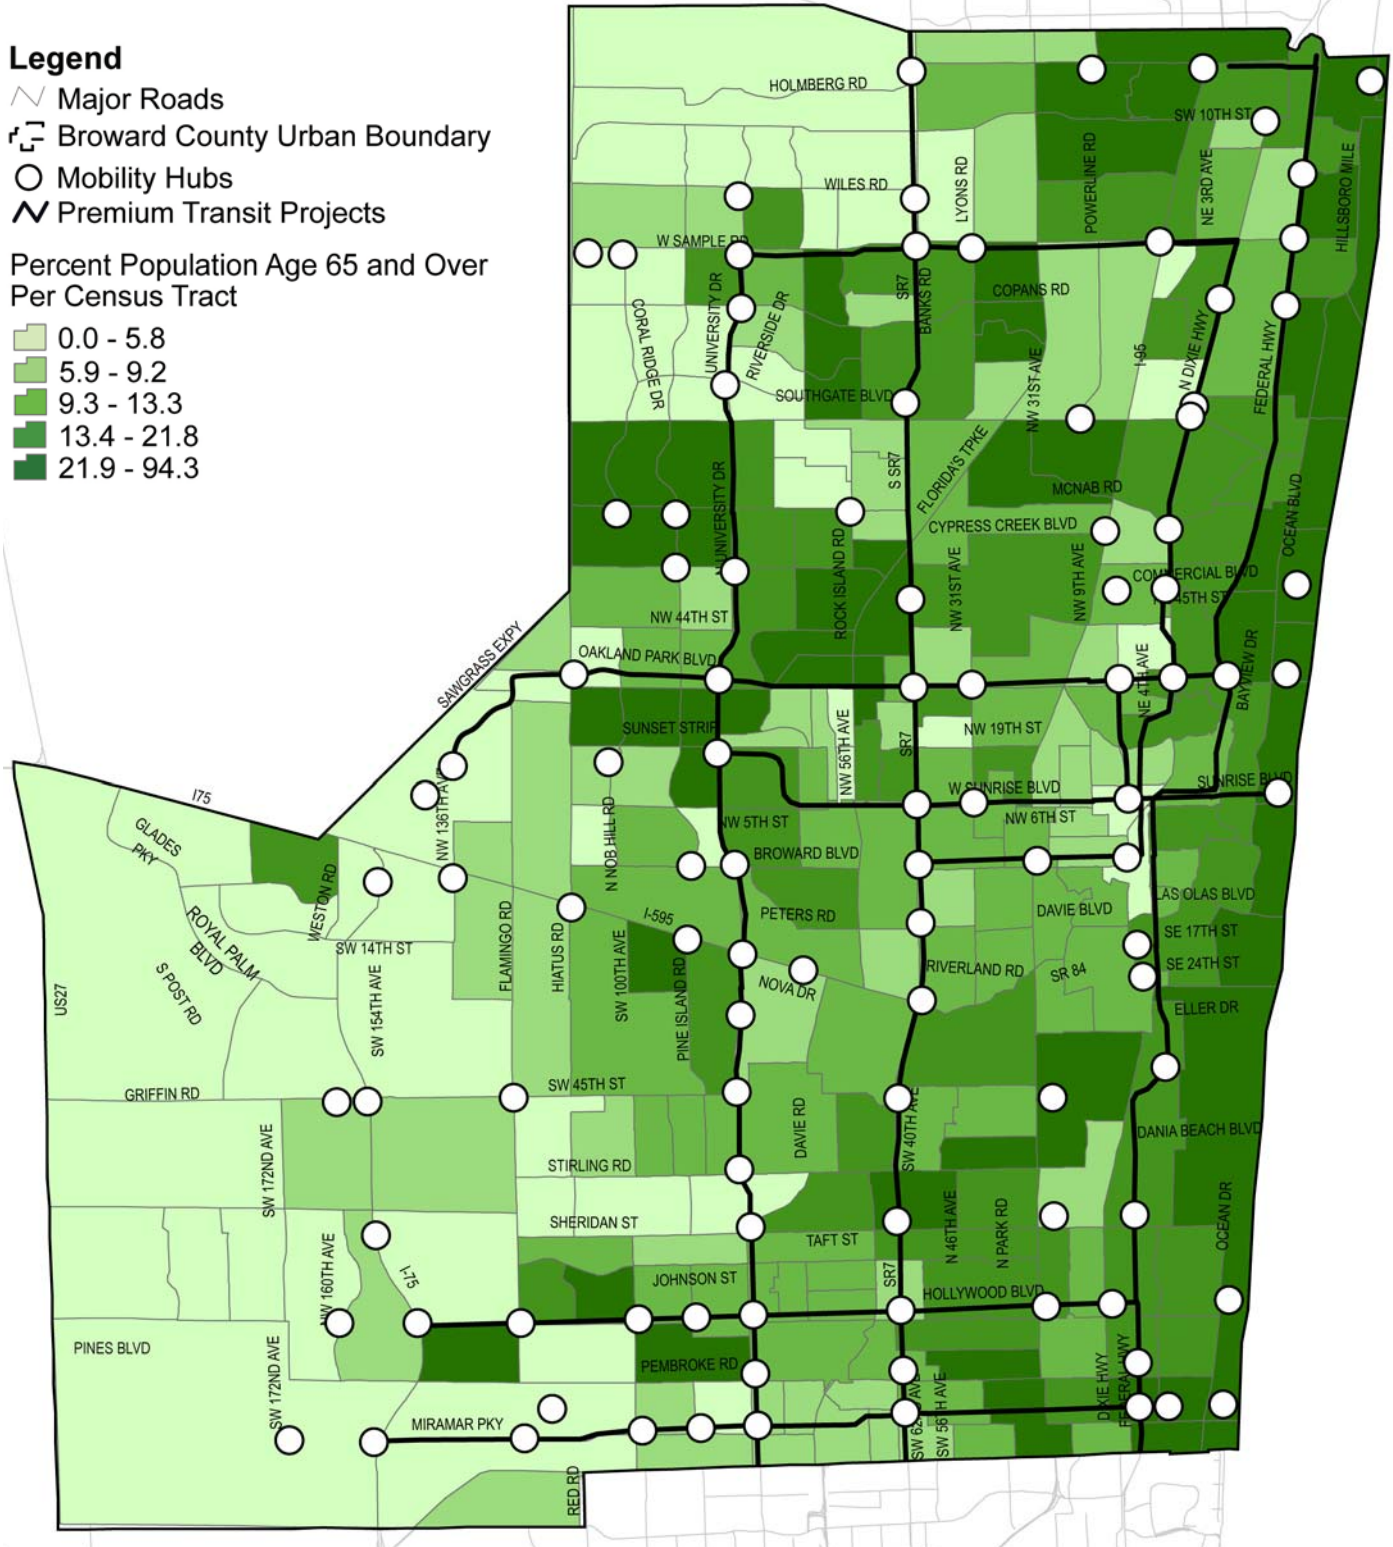 Legend
Major Roads
Broward County Urban Boundary
Mobility Hubs
Premium Transit Projects
Percent Population Age 65 and Over
Per Census Tract
0.0 - 5.8
5.9 - 9.2
9.3 - 13.3
13.4 - 21.8
21.9 - 94.3
HOLMBERG RD
SW 10TH ST
POWERLINE RD
NE 3RD AVE
HILLSBORO MILE
LYONS RD
WILES RD
W SAMPLE RD
COPANS RD
SR7
BANKS RD
UNIVERSITY DR
RIVERSIDE DR
CORAL RIDGE DR
I-95
N DIXIE HWY
FEDERAL HWY
NW 31ST AVE
SOUTHGATE BLVD
S SR7
FLORIDA'S TPKE
MCNAB RD
CYPRESS CREEK BLVD
OCEAN BLVD
N UNIVERSITY DR
ROCK ISLAND RD
NW 31ST AVE
NW 9TH AVE
COMMERCIAL BLVD
45TH ST
NW 44TH ST
SAWGRASS EXPY
OAKLAND PARK BLVD
NE 4TH AVE
BAYVIEW DR
SUNSET STRIP
NW 56TH AVE
SR7
NW 19TH ST
SUNRISE BLVD
W SUNRISE BLVD
NW 6TH ST
I75
NW 136TH AVE
N NOB HILL RD
NW 5TH ST
BROWARD BLVD
GLADES
PKY
WESTON RD
LAS OLAS BLVD
DAVIE BLVD
PETERS RD
I-595
ROYAL PALM
BLVD
SW 14TH ST
FLAMINGO RD
HIATUS RD
SW 100TH AVE
PINE ISLAND RD
SE 17TH ST
SE 24TH ST
RIVERLAND RD
SR 84
NOVA DR
ELLER DR
US27
S POST RD
SW 154TH AVE
GRIFFIN RD
SW 45TH ST
DAVIE RD
SW 40TH AVE
DANIA BEACH BLVD
SW 172ND AVE
STIRLING RD
SHERIDAN ST
TAFT ST
N 46TH AVE
N PARK RD
OCEAN DR
NW 160TH AVE
I-75
JOHNSON ST
SR7
HOLLYWOOD BLVD
PINES BLVD
SW 172ND AVE
PEMBROKE RD
DIXIE HWY
FEDERAL HWY
MIRAMAR PKY
SW 56TH AVE
RED RD